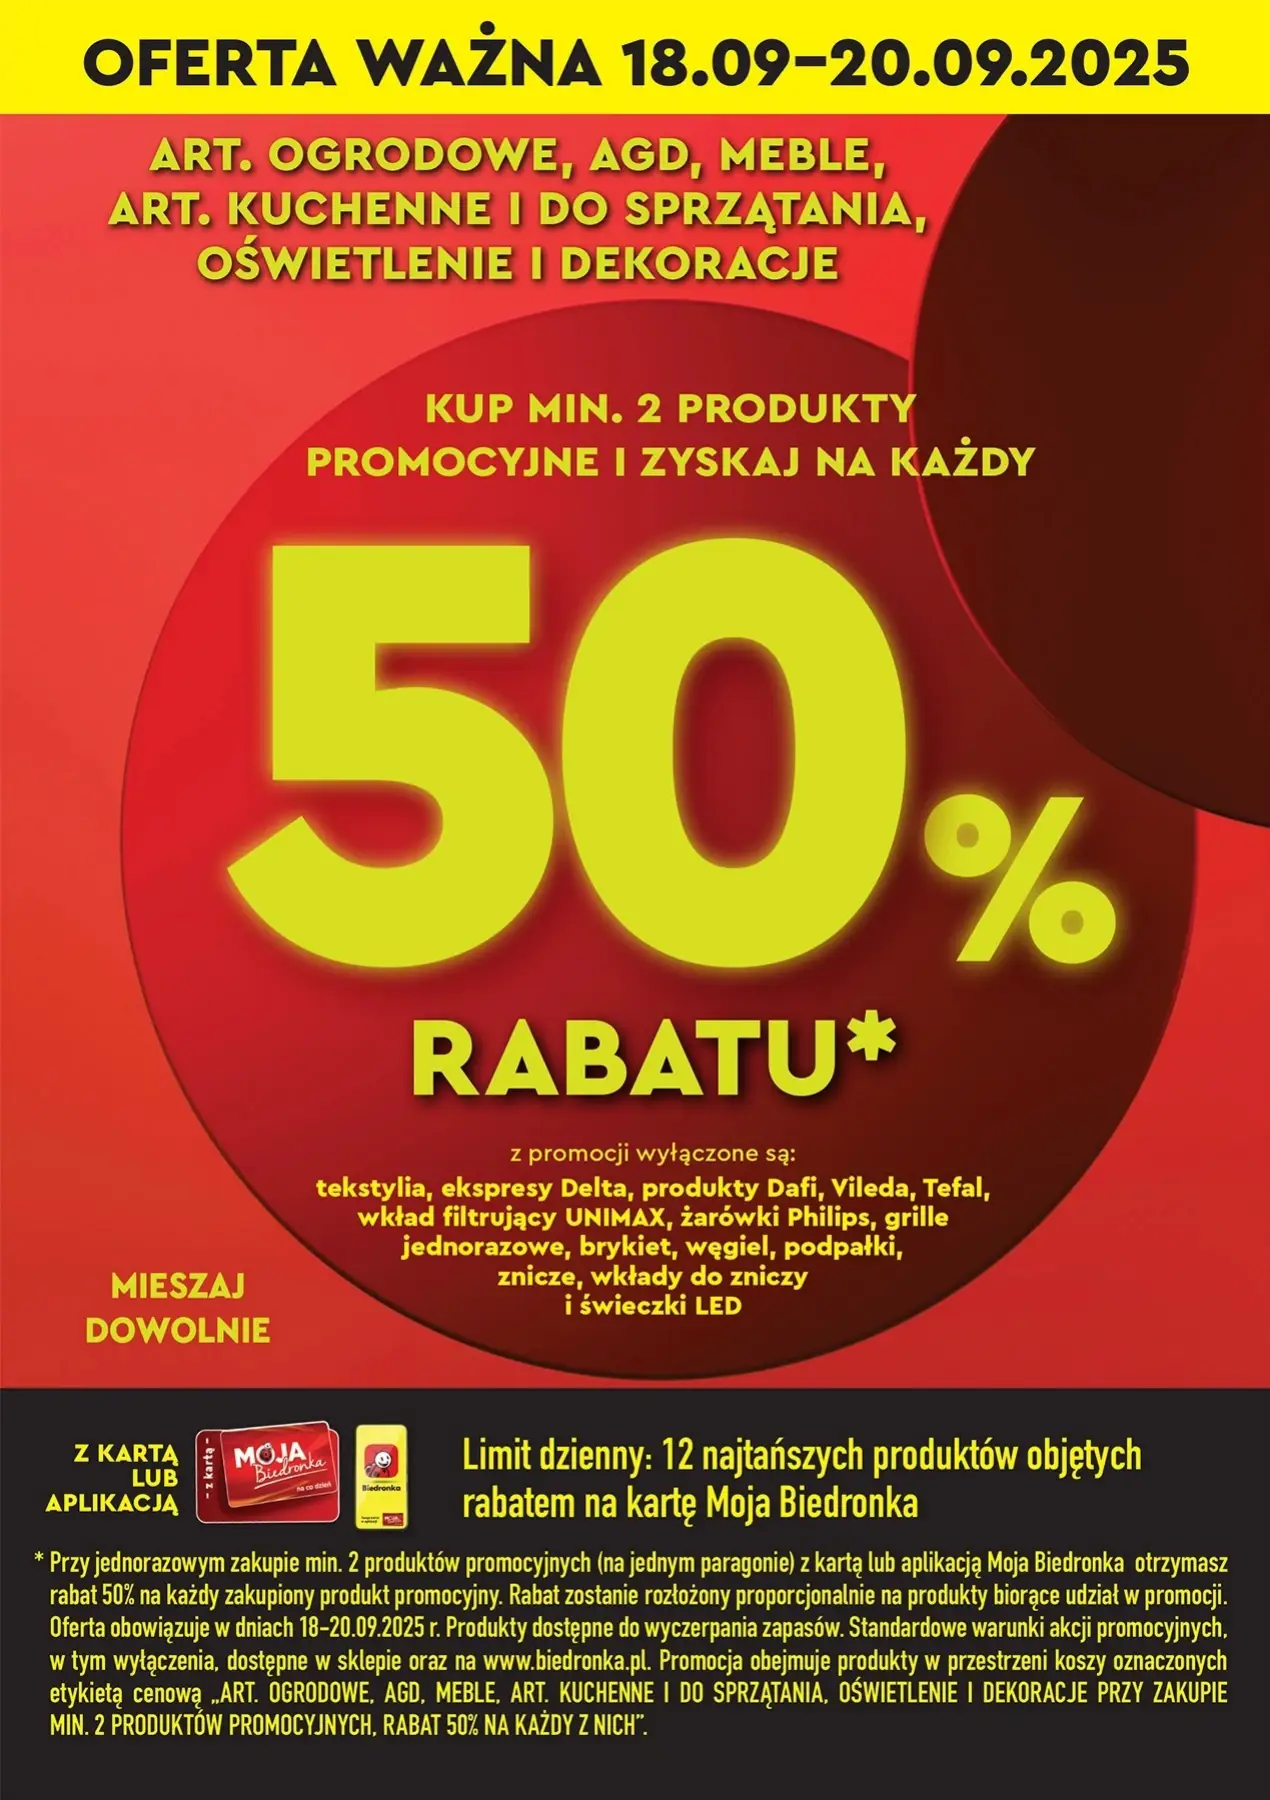 OFERTA WAŻNA 18.09–20.09.2025
ART. OGRODOWE, AGD, MEBLE,
ART. KUCHENNE I DO SPRZĄTANIA,
OŚWIETLENIE I DEKORACJE
KUP MIN. 2 PRODUKTY
PROMOCYJNE I ZYSKAJ NA KAŻDY
50%
RABATU*
z promocji wyłączone są:
tekstylia, ekspresy Delta, produkty Dafi, Vileda, Tefal,
wkład filtrujący UNIMAX, żarówki Philips, grille
jednorazowe, brykiet, węgiel, podpałki,
znicze, wkłady do zniczy
i świeczki LED
MIESZAJ
DOWOLNIE
Z KARTĄ
LUB
APLIKACJĄ
- z kartą -
MOJA
Biedronka
na co dzień
Biedronka
Limit dzienny: 12 najtańszych produktów objętych
rabatem na kartę Moja Biedronka
* Przy jednorazowym zakupie min. 2 produktów promocyjnych (na jednym paragonie) z kartą lub aplikacją Moja Biedronka otrzymasz
rabat 50% na każdy zakupiony produkt promocyjny. Rabat zostanie rozłożony proporcjonalnie na produkty biorące udział w promocji.
Oferta obowiązuje w dniach 18–20.09.2025 r. Produkty dostępne do wyczerpania zapasów. Standardowe warunki akcji promocyjnych,
w tym wyłączenia, dostępne w sklepie oraz na www.biedronka.pl. Promocja obejmuje produkty w przestrzeni koszy oznaczonych
etykietą cenową „ART. OGRODOWE, AGD, MEBLE, ART. KUCHENNE I DO SPRZĄTANIA, OŚWIETLENIE I DEKORACJE PRZY ZAKUPIE
MIN. 2 PRODUKTÓW PROMOCYJNYCH, RABAT 50% NA KAŻDY Z NICH”.